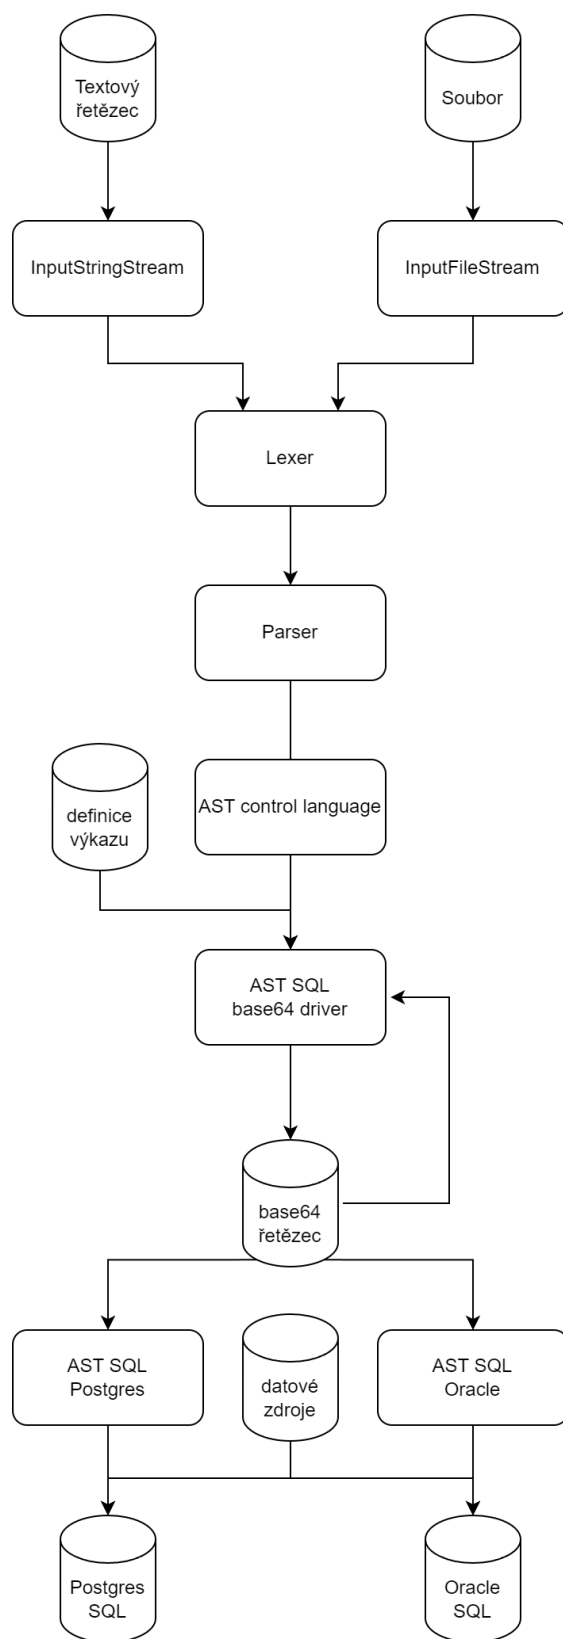 Textový
řetězec
Soubor
InputStringStream
InputFileStream
Lexer
Parser
AST control language
definice
výkazu
AST SQL
base64 driver
base64
řetězec
AST SQL
Postgres
datové
zdroje
AST SQL
Oracle
Postgres
SQL
Oracle
SQL